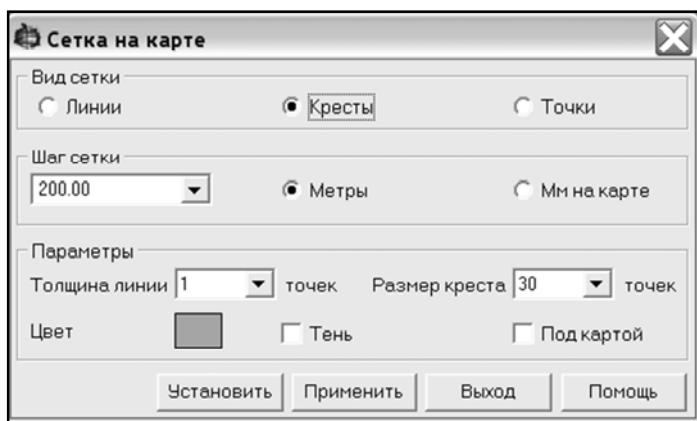 Сетка на карте
Вид сетки
Линии Кресты Точки
Шаг сетки
200.00 Метры Мм на карте
Параметры
Толщина линии 1 точек Размер креста 30 точек
Цвет Тень Под картой
Установить Применить Выход Помощь